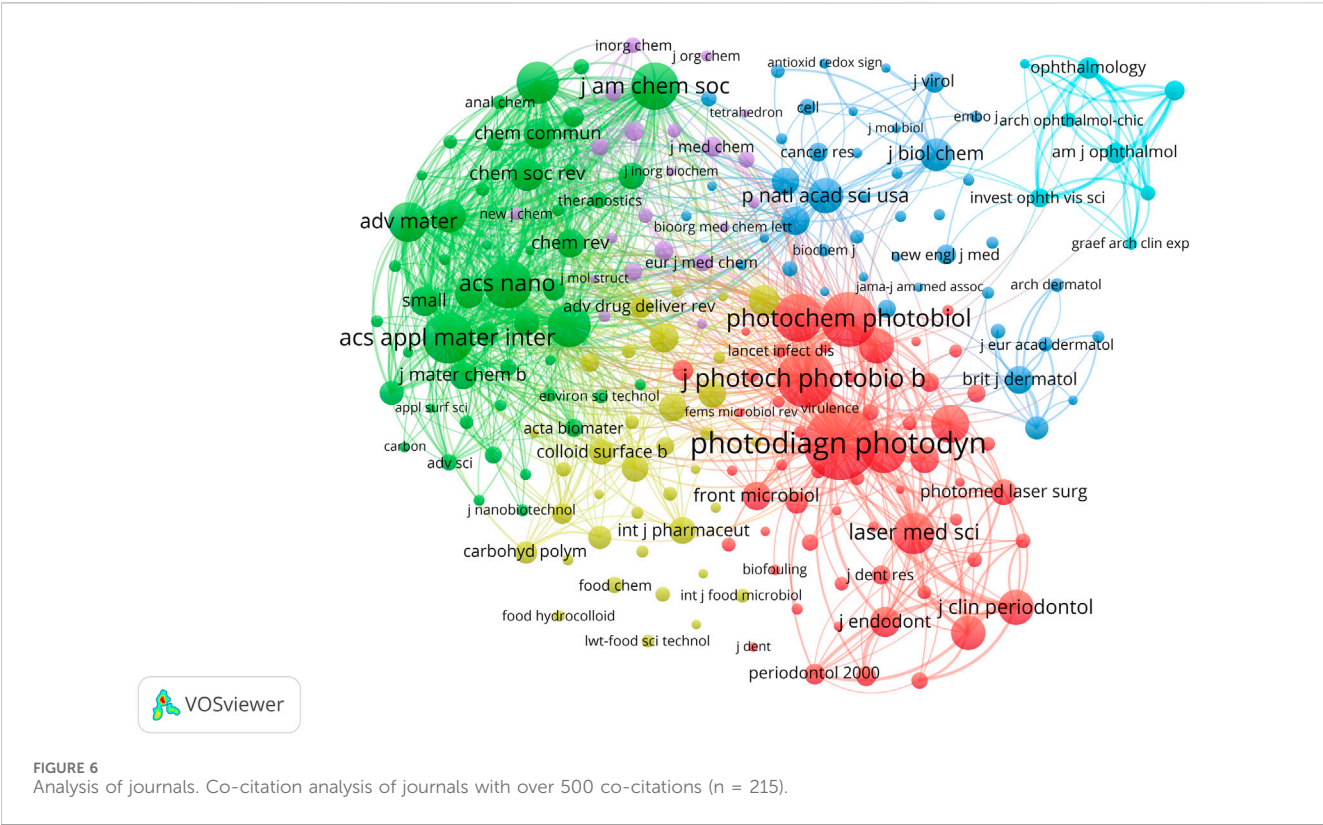 inorg chem
j org chem
j am chem soc
antioxid redox sign
ophthalmology
j virol
anal chem
cell
tetrahedron
embo j
arch ophthalmol-chic
chem commun
j mol biol
j med chem
cancer res
j biol chem
am j ophthalmol
chem soc rev
j inorg biochem
p natl acad sci usa
invest ophth vis sci
theranostics
new j chem
adv mater
bioorg med chem lett
chem rev
biochem j
new engl j med
graef arch clin exp
eur j med chem
j mol struct
acs nano
jama-j am med assoc
arch dermatol
small
adv drug deliver rev
photochem photobiol
acs appl mater inter
lancet infect dis
j eur acad dermatol
j mater chem b
j photoch photobio b
brit j dermatol
environ sci technol
appl surf sci
fems microbiol rev
virulence
acta biomater
carbon
colloid surface b
photodiagn photodyn
adv sci
front microbiol
photomed laser surg
j nanobiotechnol
int j pharmaceut
laser med sci
carbohyd polym
biofouling
j dent res
food chem
int j food microbiol
j clin periodontol
food hydrocolloid
j endodont
lwt-food sci technol
j dent
periodontol 2000
VOSviewer
FIGURE 6
Analysis of journals. Co-citation analysis of journals with over 500 co-citations (n = 215).